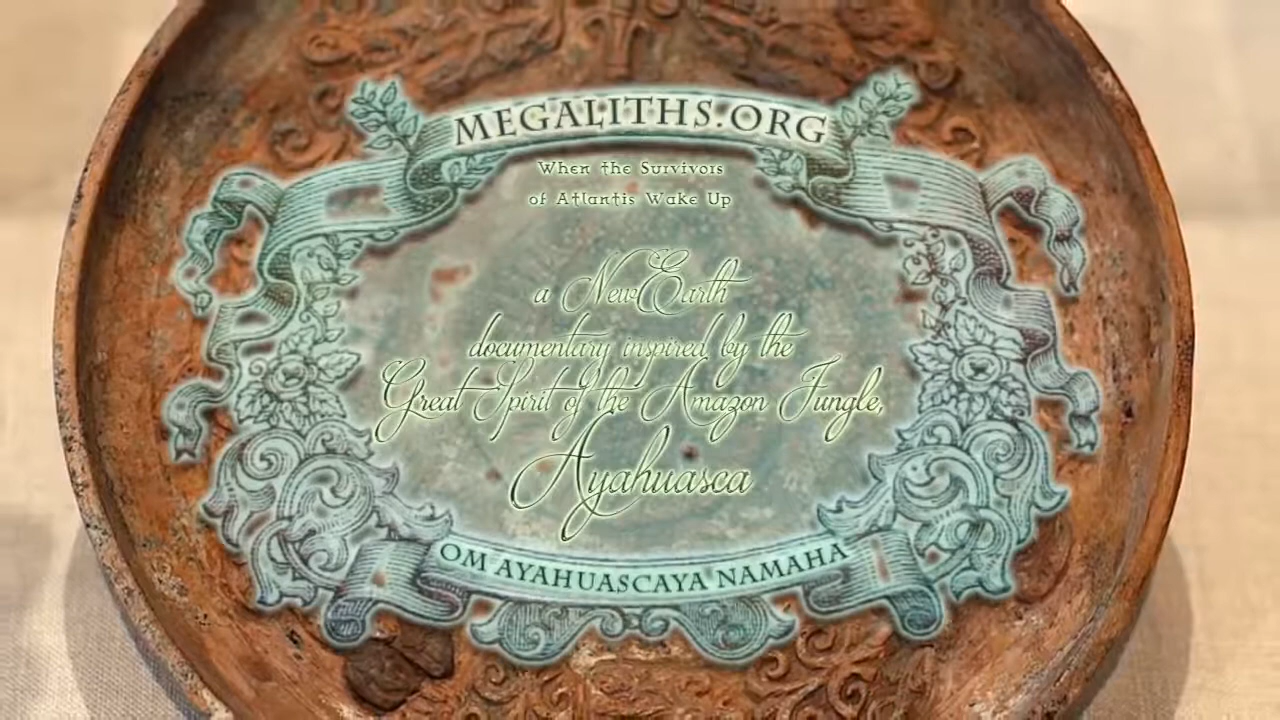 MEGALITHS.ORG
When the Survivors
of Atlantis Wake Up
a NewEarth
documentary inspired by the
Great Spirit of the Amazon Jungle,
Ayahuasca
OM AYAHUASCAYA NAMAHA